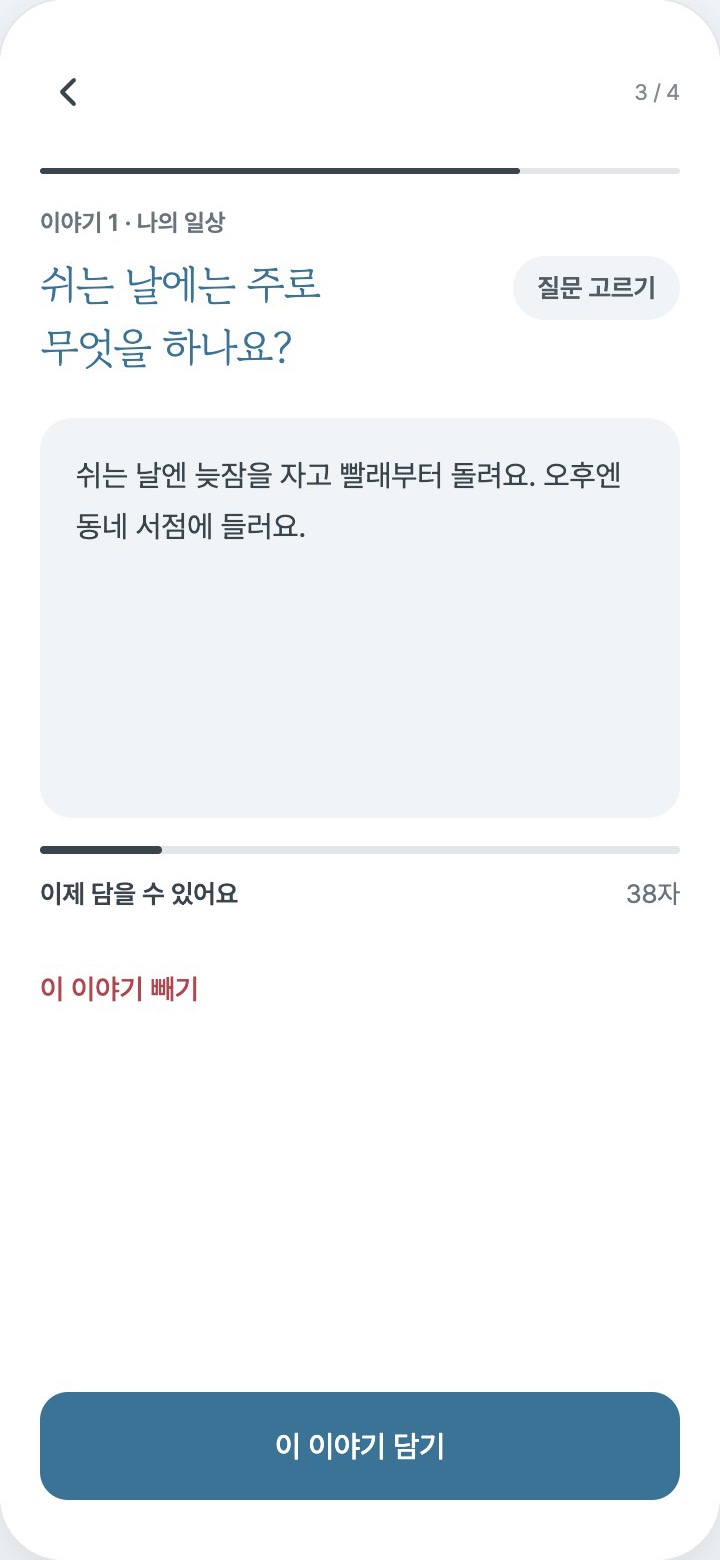 3 / 4
이야기 1 · 나의 일상
쉬는 날에는 주로
무엇을 하나요?
질문 고르기
쉬는 날엔 늦잠을 자고 빨래부터 돌려요. 오후엔
동네 서점에 들러요.
이제 담을 수 있어요
38자
이 이야기 빼기
이 이야기 담기